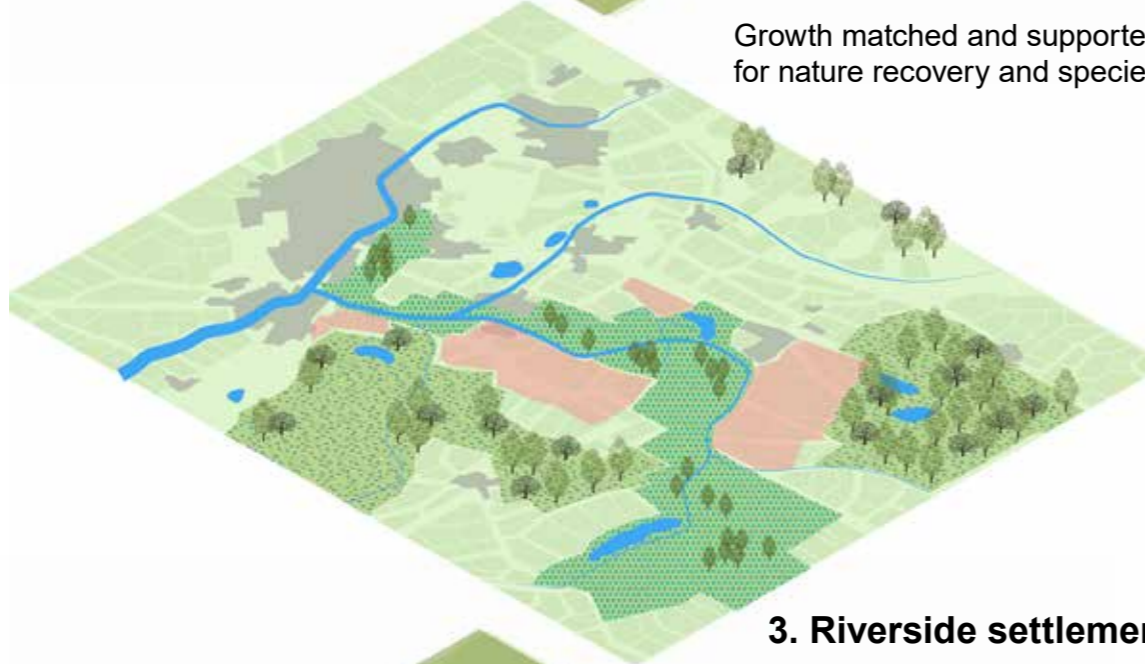 Growth matched and supporte
for nature recovery and specie
3. Riverside settlemen